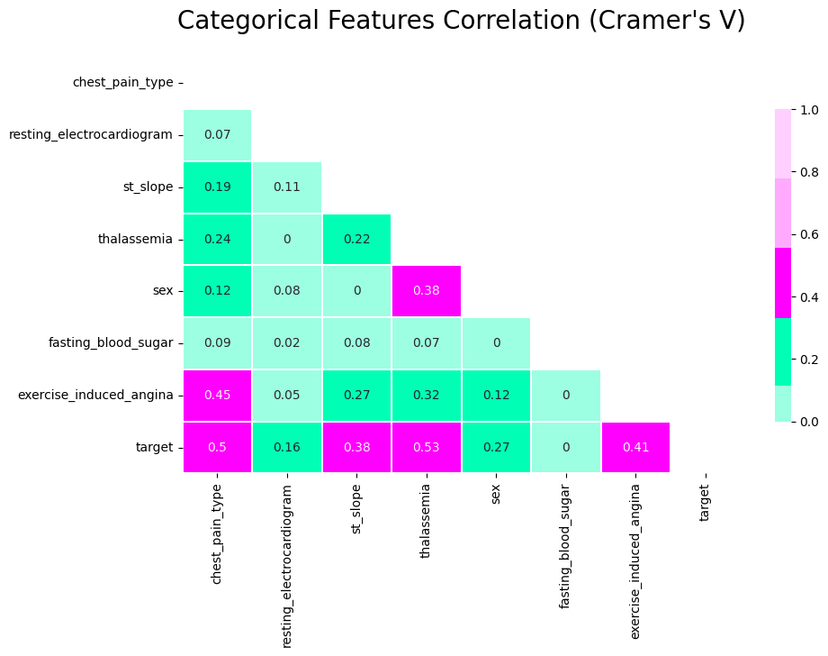 Categorical Features Correlation (Cramer's V)
chest_pain_type
resting_electrocardiogram 0.07
st_slope 0.19 0.11
thalassemia 0.24 0 0.22
sex 0.12 0.08 0 0.38
fasting_blood_sugar 0.09 0.02 0.08 0.07 0
exercise_induced_angina 0.45 0.05 0.27 0.32 0.12 0
target 0.5 0.16 0.38 0.53 0.27 0 0.41
chest_pain_type
resting_electrocardiogram
st_slope
thalassemia
sex
fasting_blood_sugar
exercise_induced_angina
target
1.0
0.8
0.6
0.4
0.2
0.0